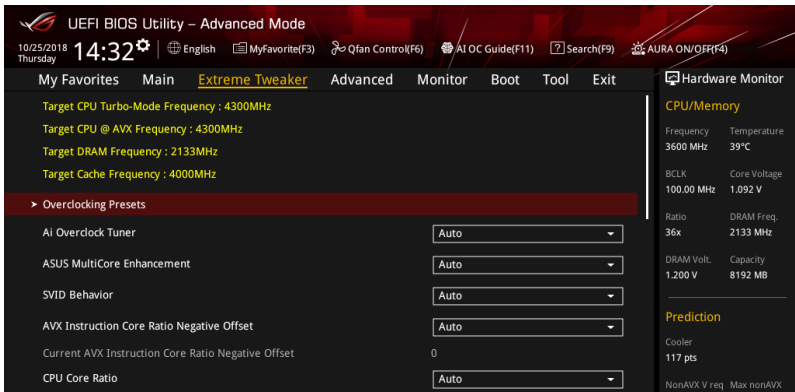 UEFI BIOS Utility – Advanced Mode
10/25/2018 Thursday 14:32 English MyFavorite(F3) Qfan Control(F6) AI OC Guide(F11) ? Search(F9) AURA ON/OFF(F4)
My Favorites Main Extreme Tweaker Advanced Monitor Boot Tool Exit
Target CPU Turbo-Mode Frequency : 4300MHz
Target CPU @ AVX Frequency : 4300MHz
Target DRAM Frequency : 2133MHz
Target Cache Frequency : 4000MHz
Overclocking Presets
Ai Overclock Tuner Auto
ASUS MultiCore Enhancement Auto
SVID Behavior Auto
AVX Instruction Core Ratio Negative Offset Auto
Current AVX Instruction Core Ratio Negative Offset 0
CPU Core Ratio Auto
Hardware Monitor
CPU/Memory
Frequency Temperature
3600 MHz 39°C
BCLK Core Voltage
100.00 MHz 1.092 V
Ratio DRAM Freq.
36x 2133 MHz
DRAM Volt. Capacity
1.200 V 8192 MB
Prediction
Cooler
117 pts
NonAVX V req Max nonAVX